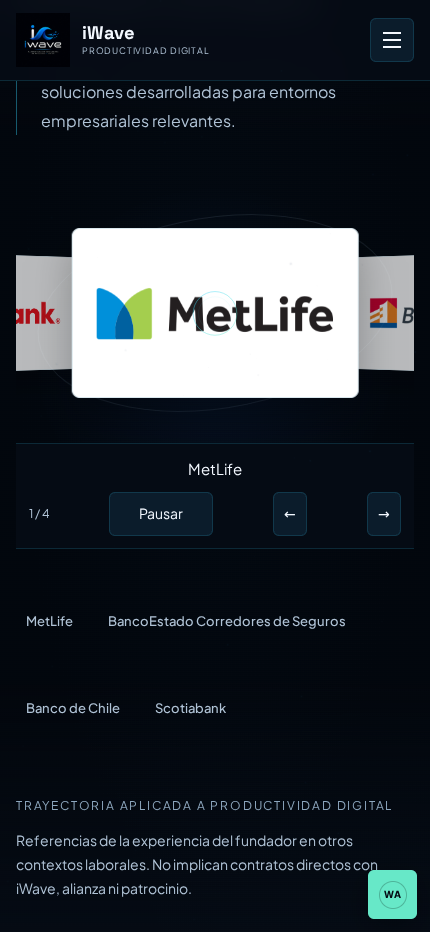 iwave
iWave
PRODUCTIVIDAD DIGITAL
soluciones desarrolladas para entornos
empresariales relevantes.
ank
MetLife
B
MetLife
1 / 4
Pausar
←
→
MetLife
BancoEstado Corredores de Seguros
Banco de Chile
Scotiabank
TRAYECTORIA APLICADA A PRODUCTIVIDAD DIGITAL
Referencias de la experiencia del fundador en otros
contextos laborales. No implican contratos directos con
iWave, alianza ni patrocinio.
WA